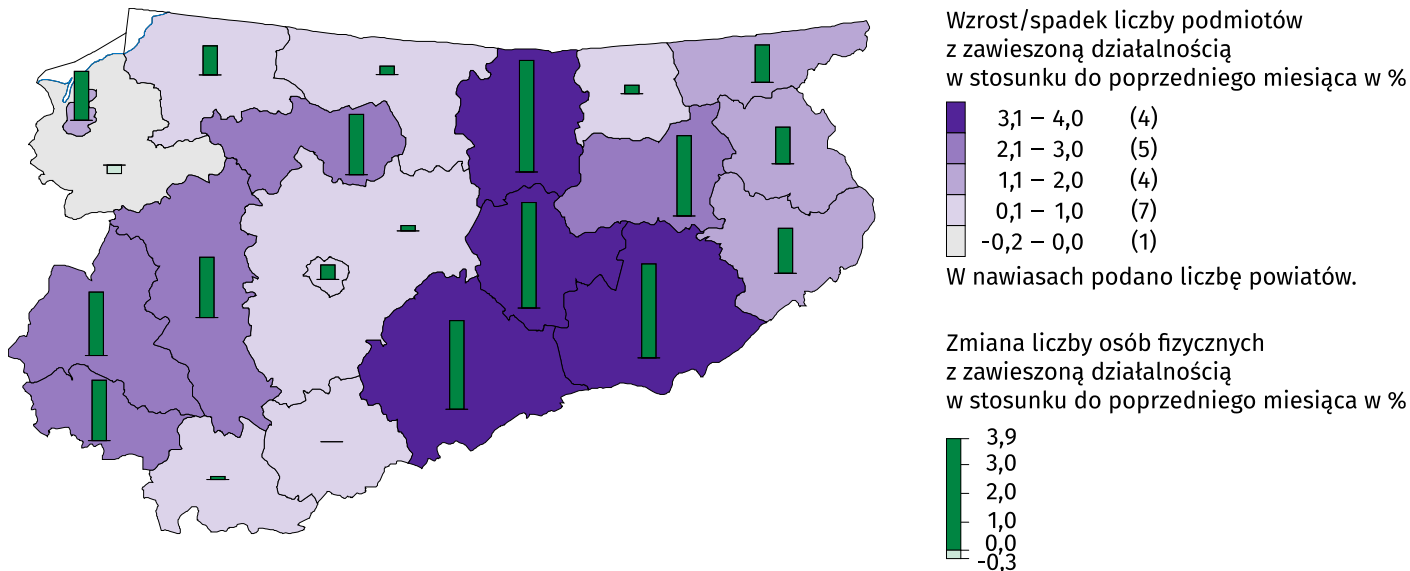 Wzrost/spadek liczby podmiotów
z zawieszoną działalnością
w stosunku do poprzedniego miesiąca w %
3,1 – 4,0 (4)
2,1 – 3,0 (5)
1,1 – 2,0 (4)
0,1 – 1,0 (7)
-0,2 – 0,0 (1)
W nawiasach podano liczbę powiatów.
Zmiana liczby osób fizycznych
z zawieszoną działalnością
w stosunku do poprzedniego miesiąca w %
3,9
3,0
2,0
1,0
0,0
-0,3